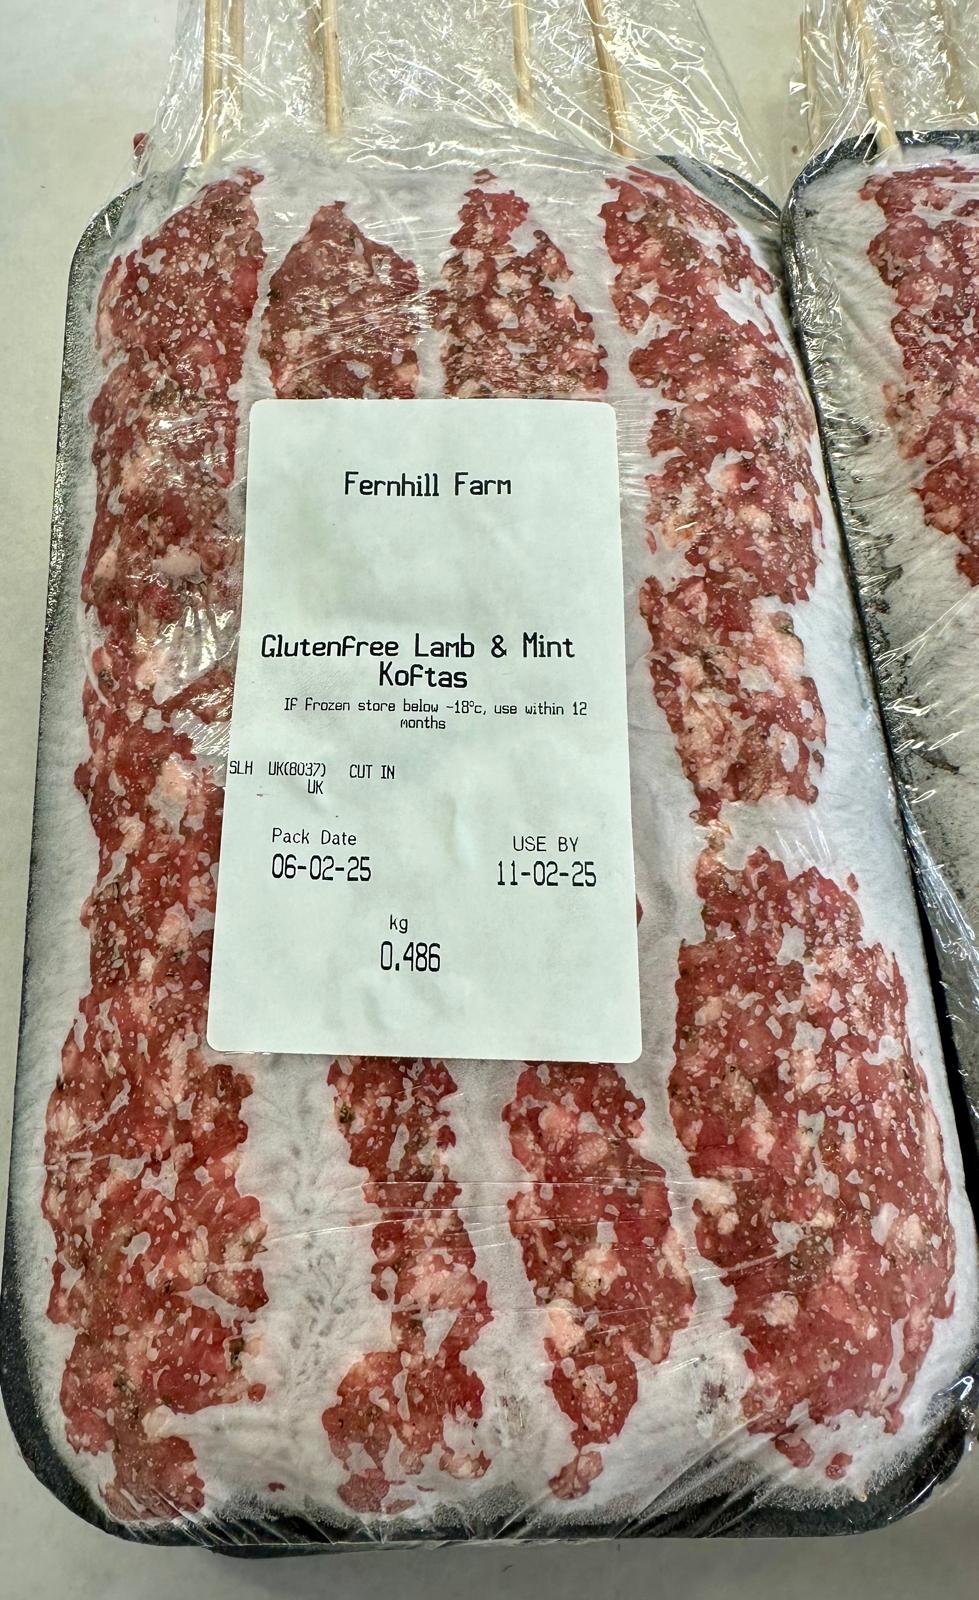 Fernhill Farm
Glutenfree Lamb & Mint
Koftas
If frozen store below -18°c, use within 12
months
SLH UK(8037) CUT IN
UK
Pack Date
USE BY
06-02-25
11-02-25
kg
0.486